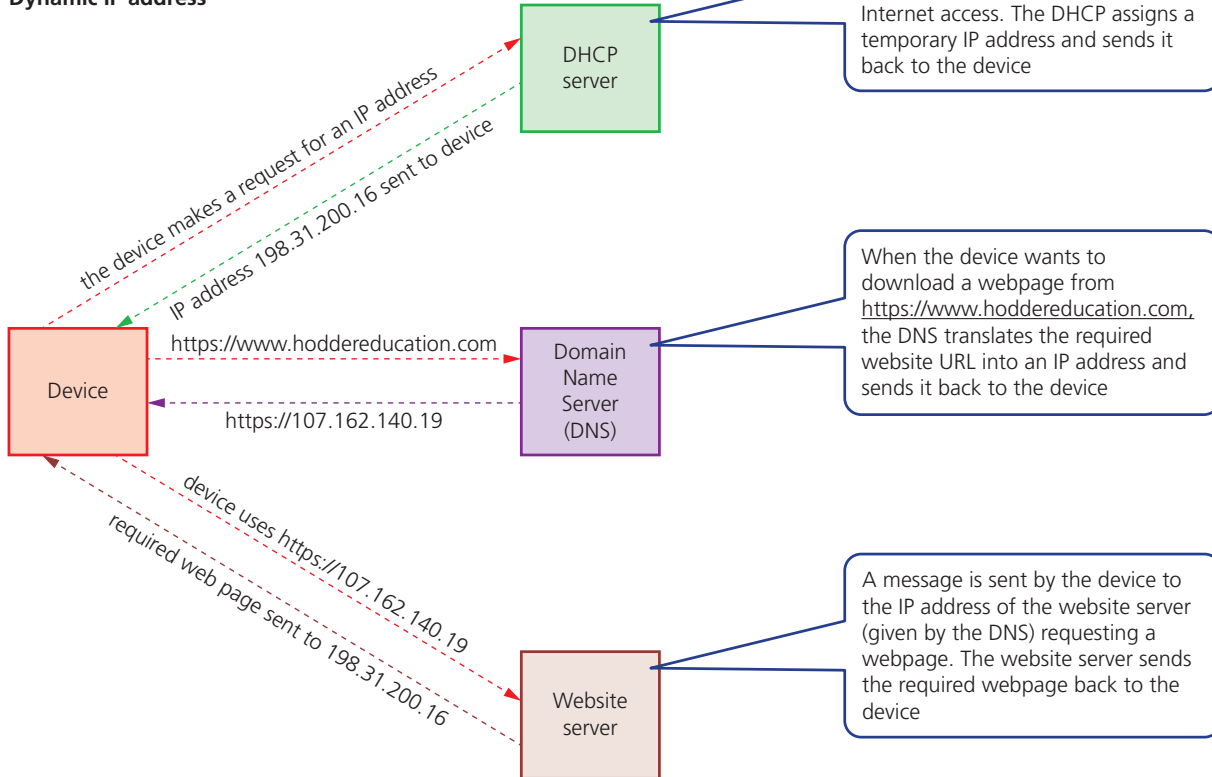 Dynamic IP address
Internet access. The DHCP assigns a
temporary IP address and sends it
back to the device
DHCP
server
the device makes a request for an IP address
IP address 198.31.200.16 sent to device
When the device wants to
download a webpage from
https://www.hoddereducation.com,
the DNS translates the required
website URL into an IP address and
sends it back to the device
https://www.hoddereducation.com
Device
Domain
Name
Server
(DNS)
https://107.162.140.19
device uses https://107.162.140.19
required web page sent to 198.31.200.16
A message is sent by the device to
the IP address of the website server
(given by the DNS) requesting a
webpage. The website server sends
the required webpage back to the
device
Website
server